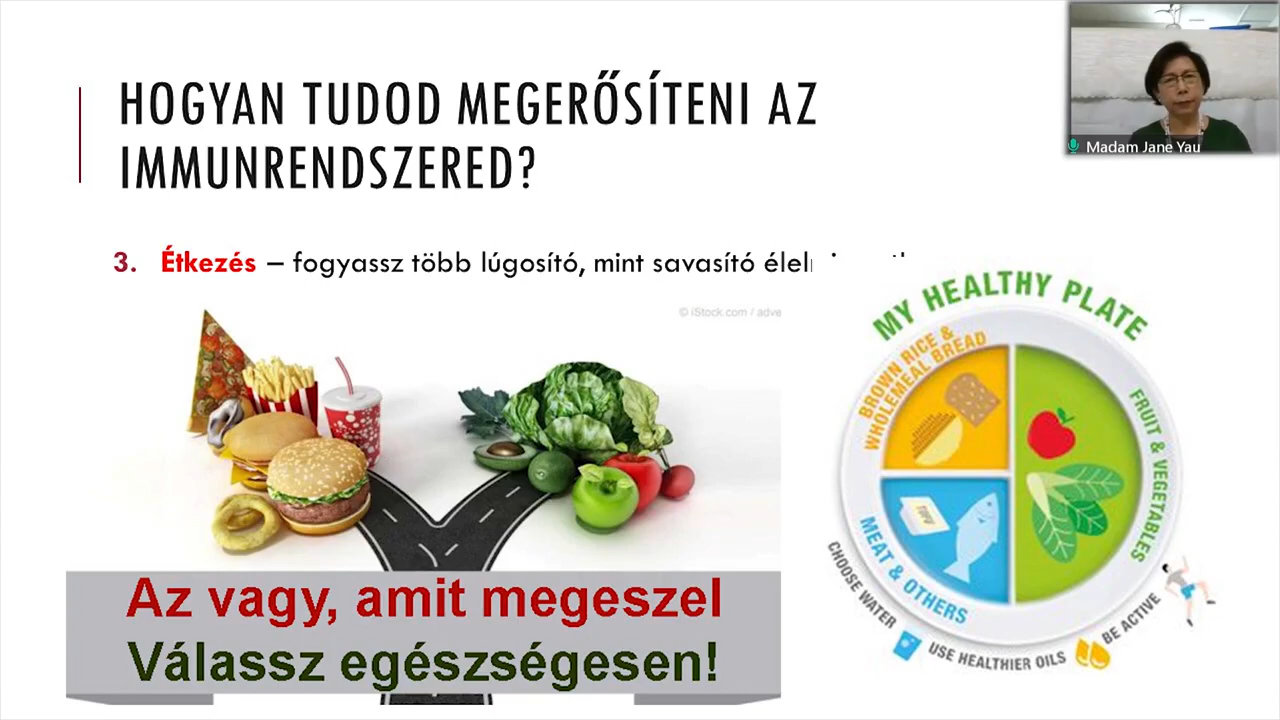 HOGYAN TUDOD MEGERŐSÍTENI AZ
IMMUNRENDSZERED?
3. Étkezés – fogyassz több lúgosító, mint savasító
© iStock.com / adve
Az vagy, amit megeszel
Válassz egészségesen!
MY HEALTHY PLATE
BROWN RICE &
WHOLEMEAL BREAD
FRUIT & VEGETABLES
TOFU
MEAT & OTHERS
CHOOSE WATER
USE HEALTHIER OILS
BE ACTIVE
Madam Jane Yau